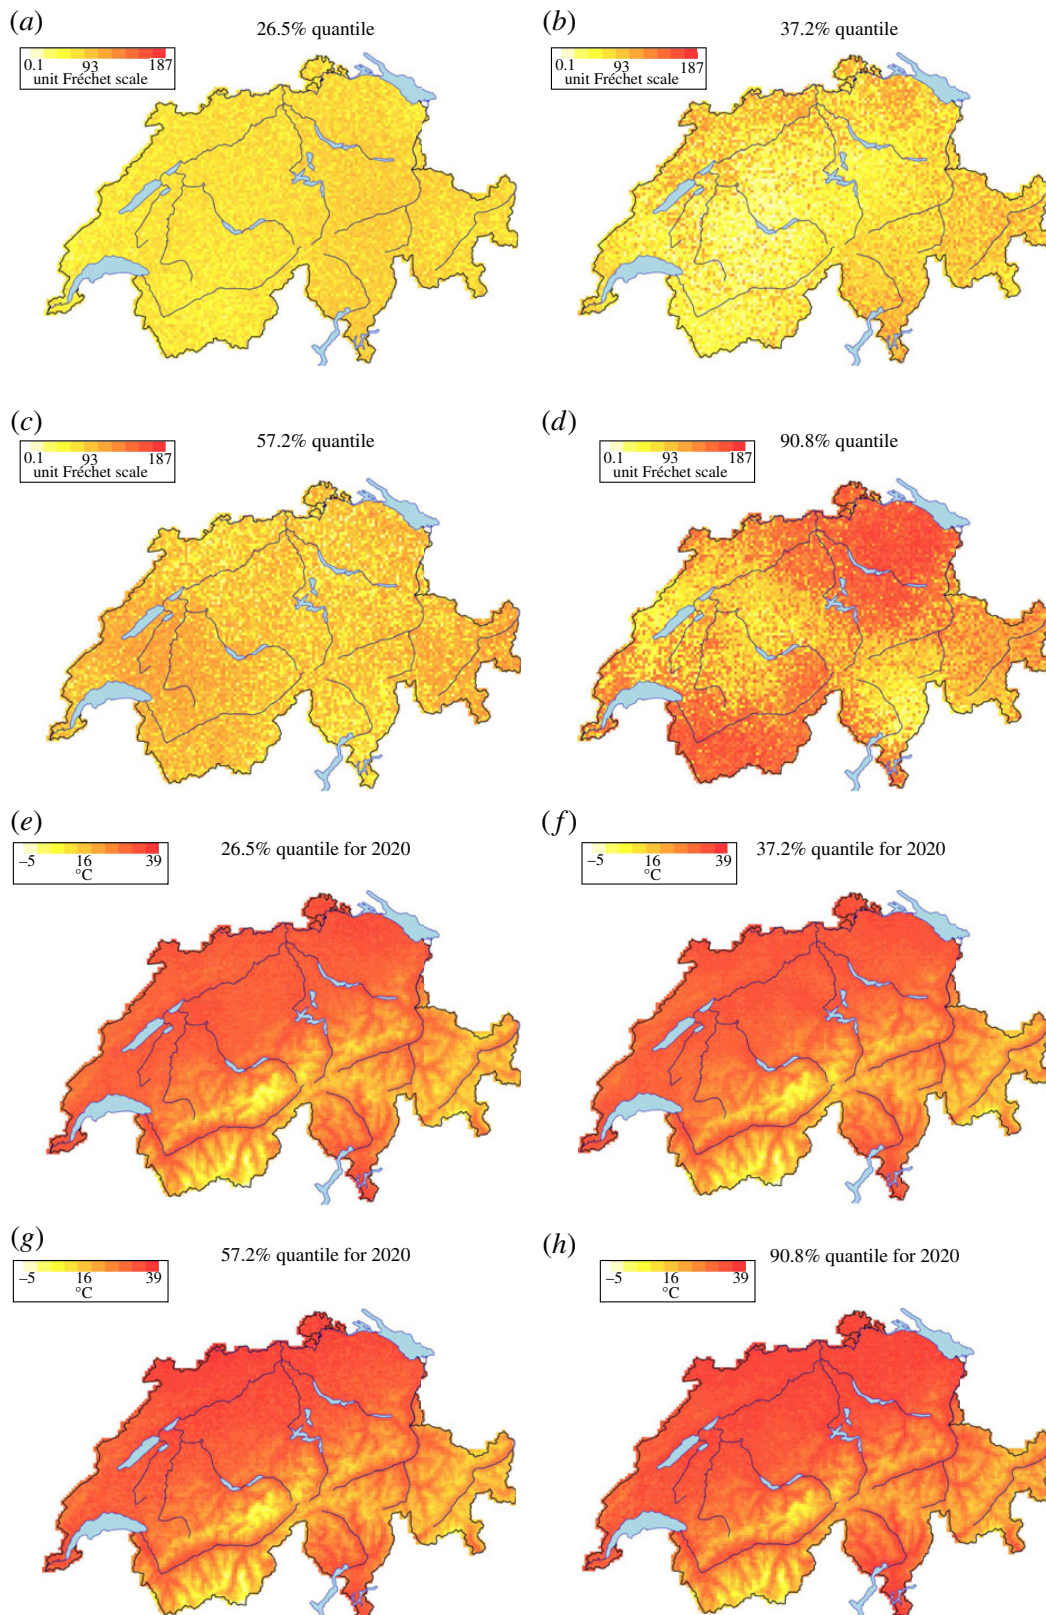 (a)
26.5% quantile
0.1 93 187
unit Fréchet scale
(b)
37.2% quantile
0.1 93 187
unit Fréchet scale
(c)
57.2% quantile
0.1 93 187
unit Fréchet scale
(d)
90.8% quantile
0.1 93 187
unit Fréchet scale
(e)
26.5% quantile for 2020
–5 16 39
°C
(f)
37.2% quantile for 2020
–5 16 39
°C
(g)
57.2% quantile for 2020
–5 16 39
°C
(h)
90.8% quantile for 2020
–5 16 39
°C